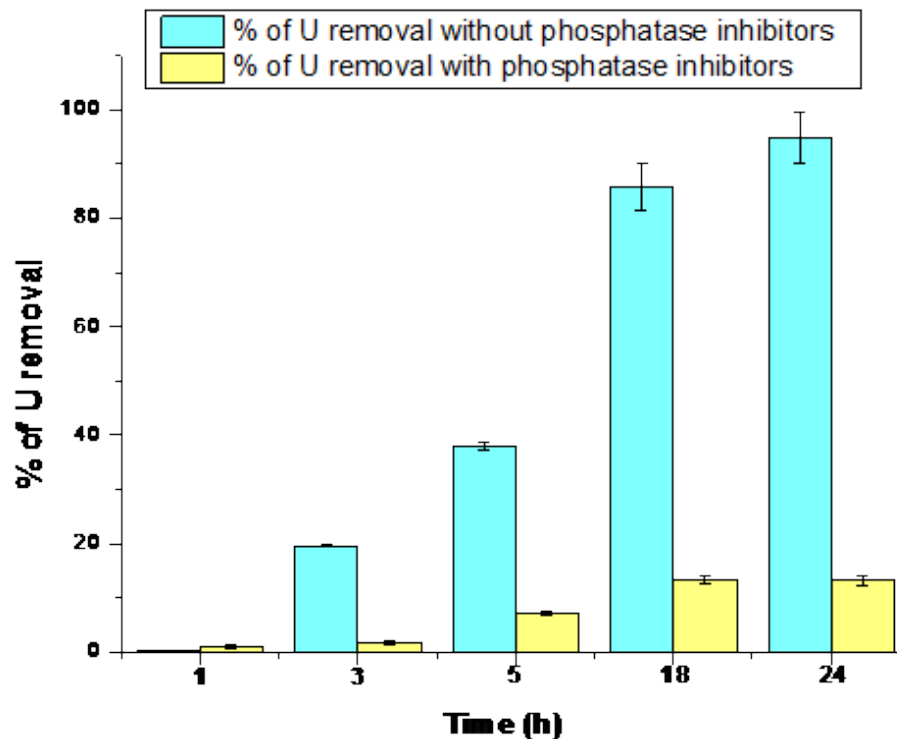 % of U removal without phosphatase inhibitors
% of U removal with phosphatase inhibitors
100
80
60
40
20
0
% of U removal
1 3 5 18 24
Time (h)